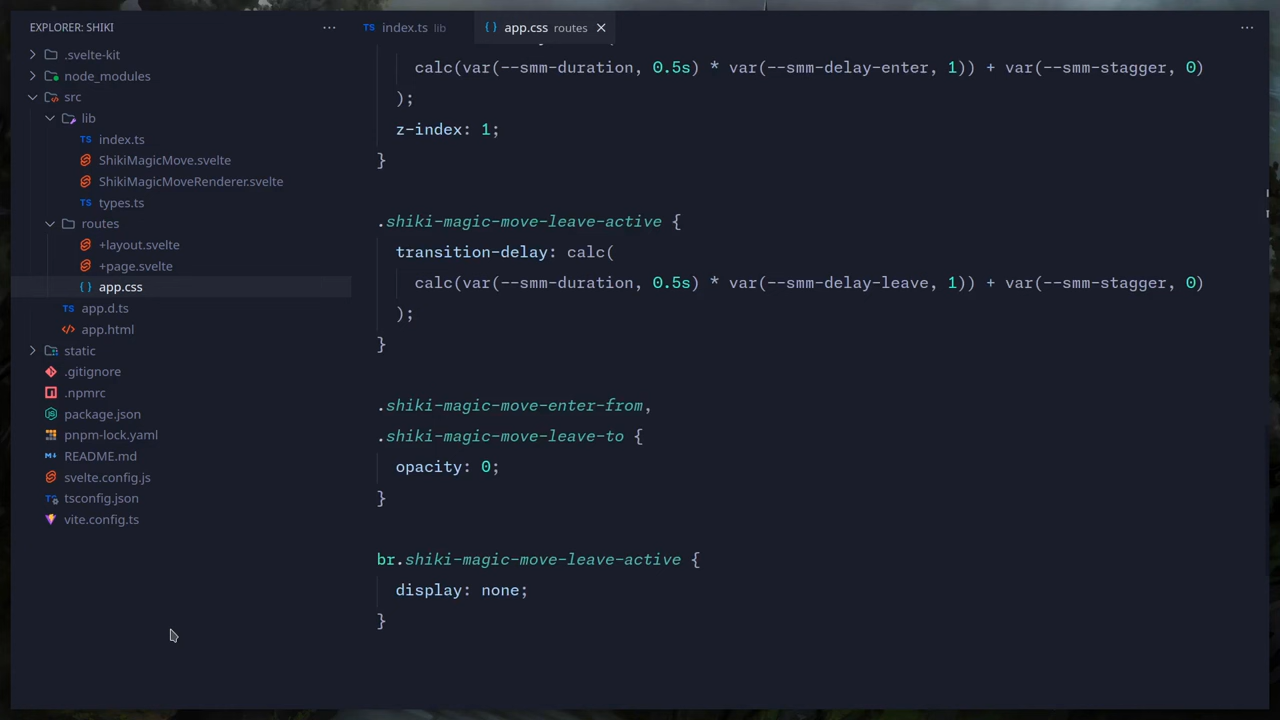 EXPLORER: SHIKI
.svelte-kit
node_modules
src
lib
index.ts
ShikiMagicMove.svelte
ShikiMagicMoveRenderer.svelte
types.ts
routes
+layout.svelte
+page.svelte
app.css
app.d.ts
app.html
static
.gitignore
.npmrc
package.json
pnpm-lock.yaml
README.md
svelte.config.js
tsconfig.json
vite.config.ts
TS index.ts lib
{} app.css routes
calc(var(--smm-duration, 0.5s) * var(--smm-delay-enter, 1)) + var(--smm-stagger, 0)
);
z-index: 1;
}
.shiki-magic-move-leave-active {
transition-delay: calc(
calc(var(--smm-duration, 0.5s) * var(--smm-delay-leave, 1)) + var(--smm-stagger, 0)
);
}
.shiki-magic-move-enter-from,
.shiki-magic-move-leave-to {
opacity: 0;
}
br.shiki-magic-move-leave-active {
display: none;
}